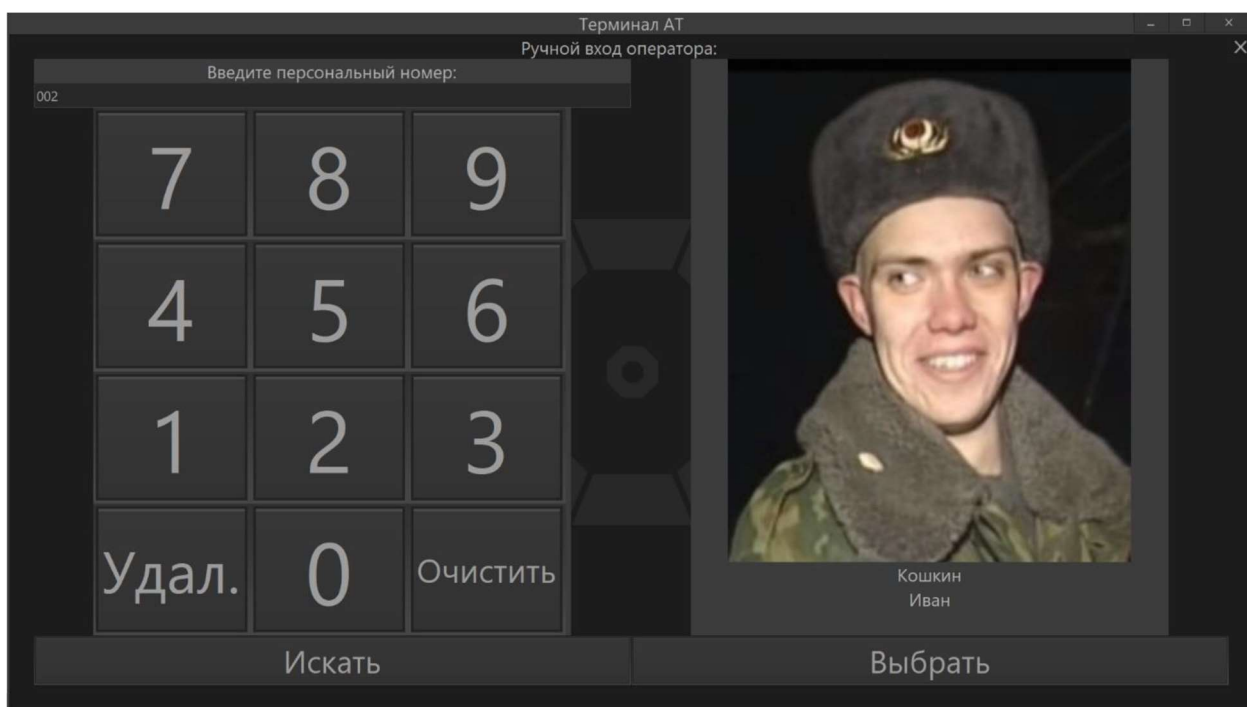 Терминал АТ
Ручной вход оператора:
Введите персональный номер:
002
7 8 9
4 5 6
1 2 3
Удал. 0 Очистить
Кошкин
Иван
Искать
Выбрать